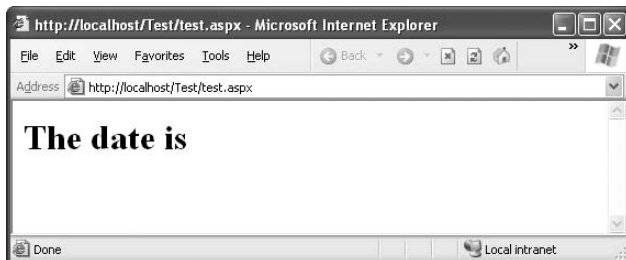 http://localhost/Test/test.aspx - Microsoft Internet Explorer
File Edit View Favorites Tools Help Back »
Address http://localhost/Test/test.aspx
The date is
Done Local intranet